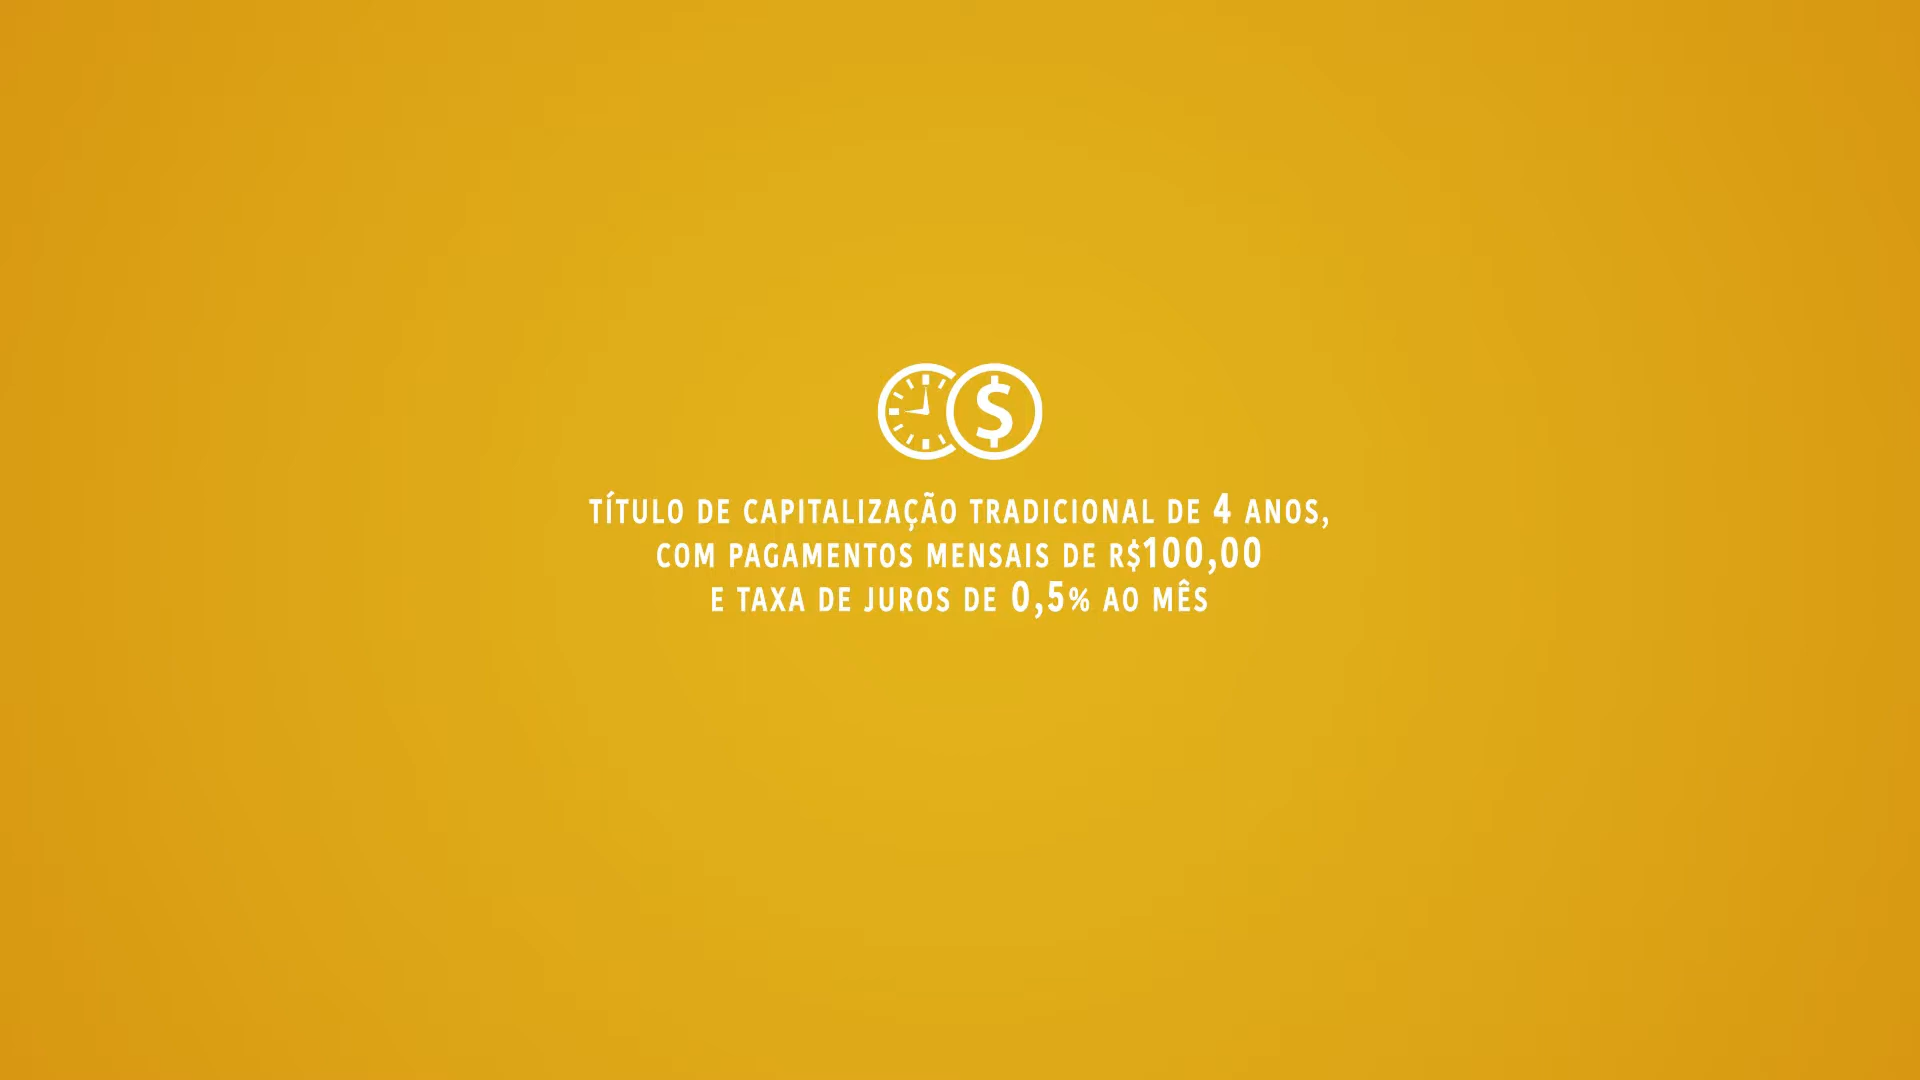 TÍTULO DE CAPITALIZAÇÃO TRADICIONAL DE 4 ANOS,
COM PAGAMENTOS MENSAIS DE R$100,00
E TAXA DE JUROS DE 0,5% AO MÊS